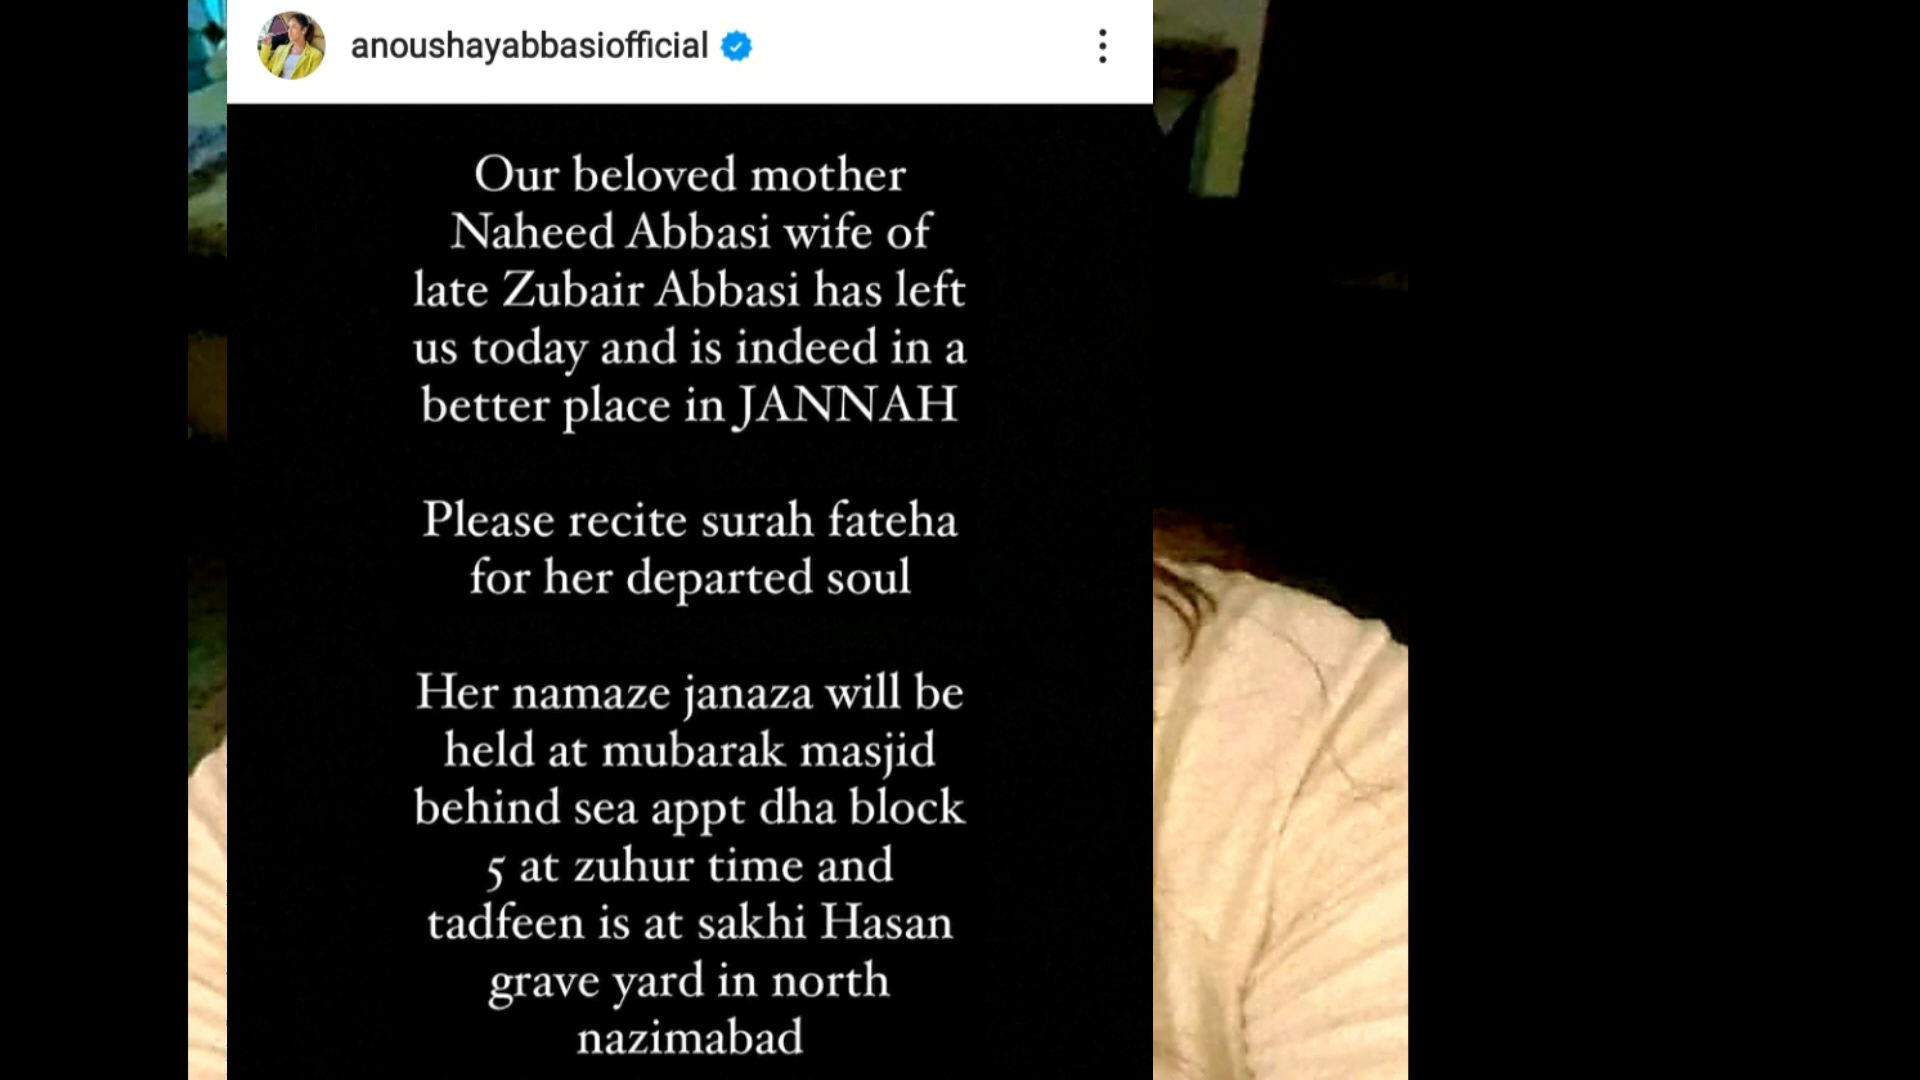 anoushayabbasiofficial
Our beloved mother
Naheed Abbasi wife of
late Zubair Abbasi has left
us today and is indeed in a
better place in JANNAH
Please recite surah fateha
for her departed soul
Her namaze janaza will be
held at mubarak masjid
behind sea appt dha block
5 at zuhur time and
tadfeen is at sakhi Hasan
grave yard in north
nazimabad